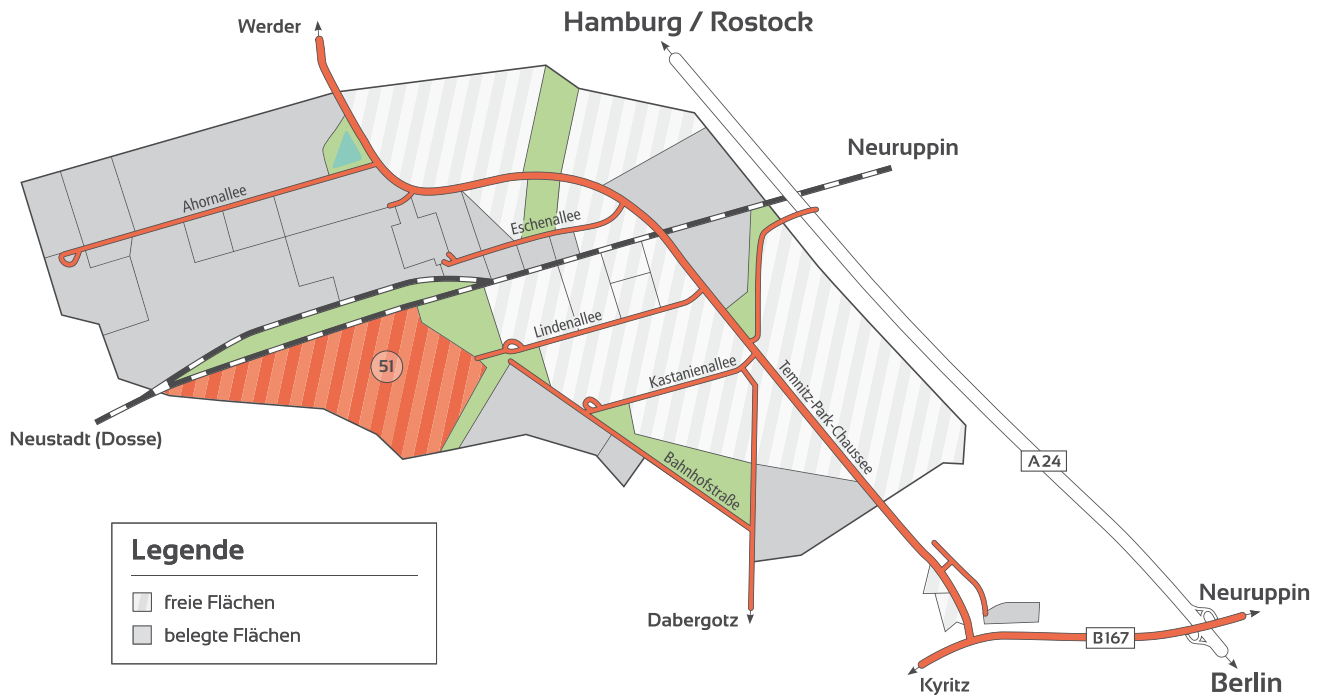 Werder
Hamburg / Rostock
Neuruppin
Ahornallee
Eschenallee
Lindenallee
51
Kastanienallee
Temnitz-Park-Chaussee
Neustadt (Dosse)
A24
Bahnhofstraße
Legende
freie Flächen
belegte Flächen
Dabergotz
Neuruppin
B167
Kyritz
Berlin